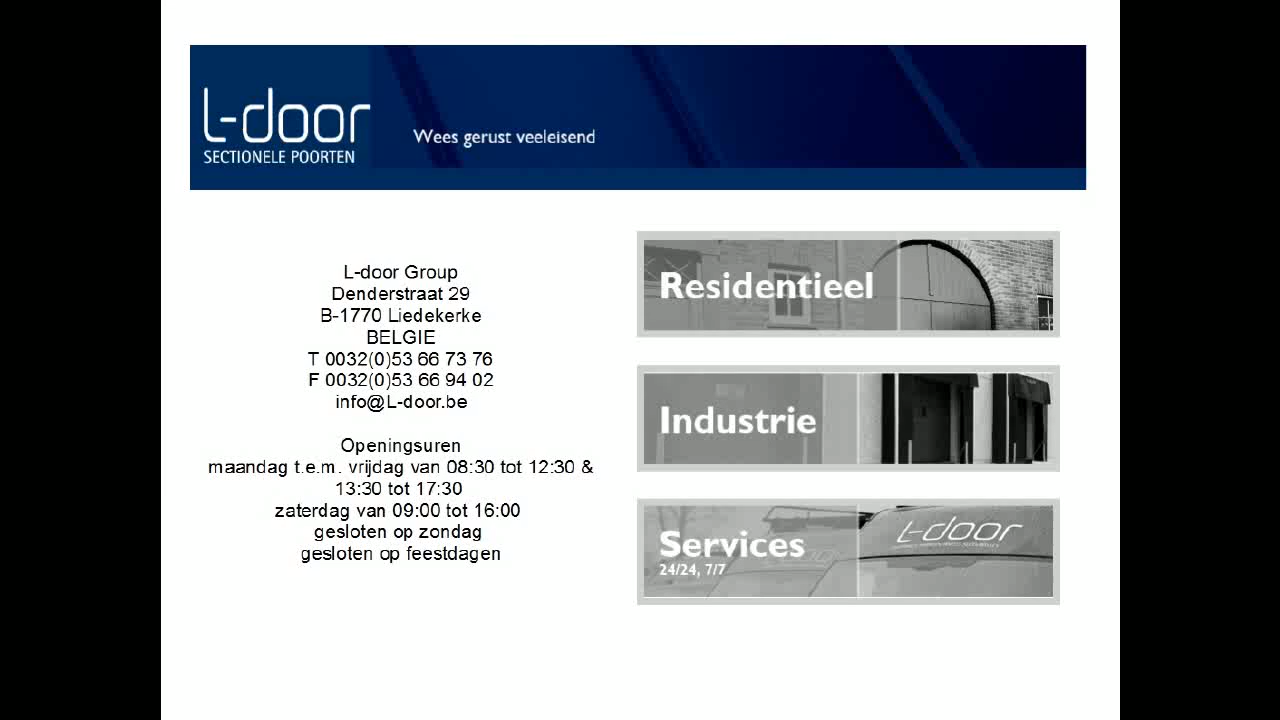 L-door
SECTIONELE POORTEN
Wees gerust veeleisend
L-door Group
Denderstraat 29
B-1770 Liedekerke
BELGIE
T 0032(0)53 66 73 76
F 0032(0)53 66 94 02
info@L-door.be
Openingsuren
maandag t.e.m. vrijdag van 08:30 tot 12:30 &
13:30 tot 17:30
zaterdag van 09:00 tot 16:00
gesloten op zondag
gesloten op feestdagen
Residentieel
Industrie
Services
24/24, 7/7
L-door